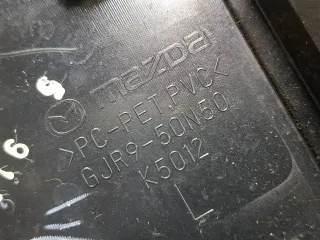 mazda
>PC-PET,PVC<
GJR9-50N50
K5012
L